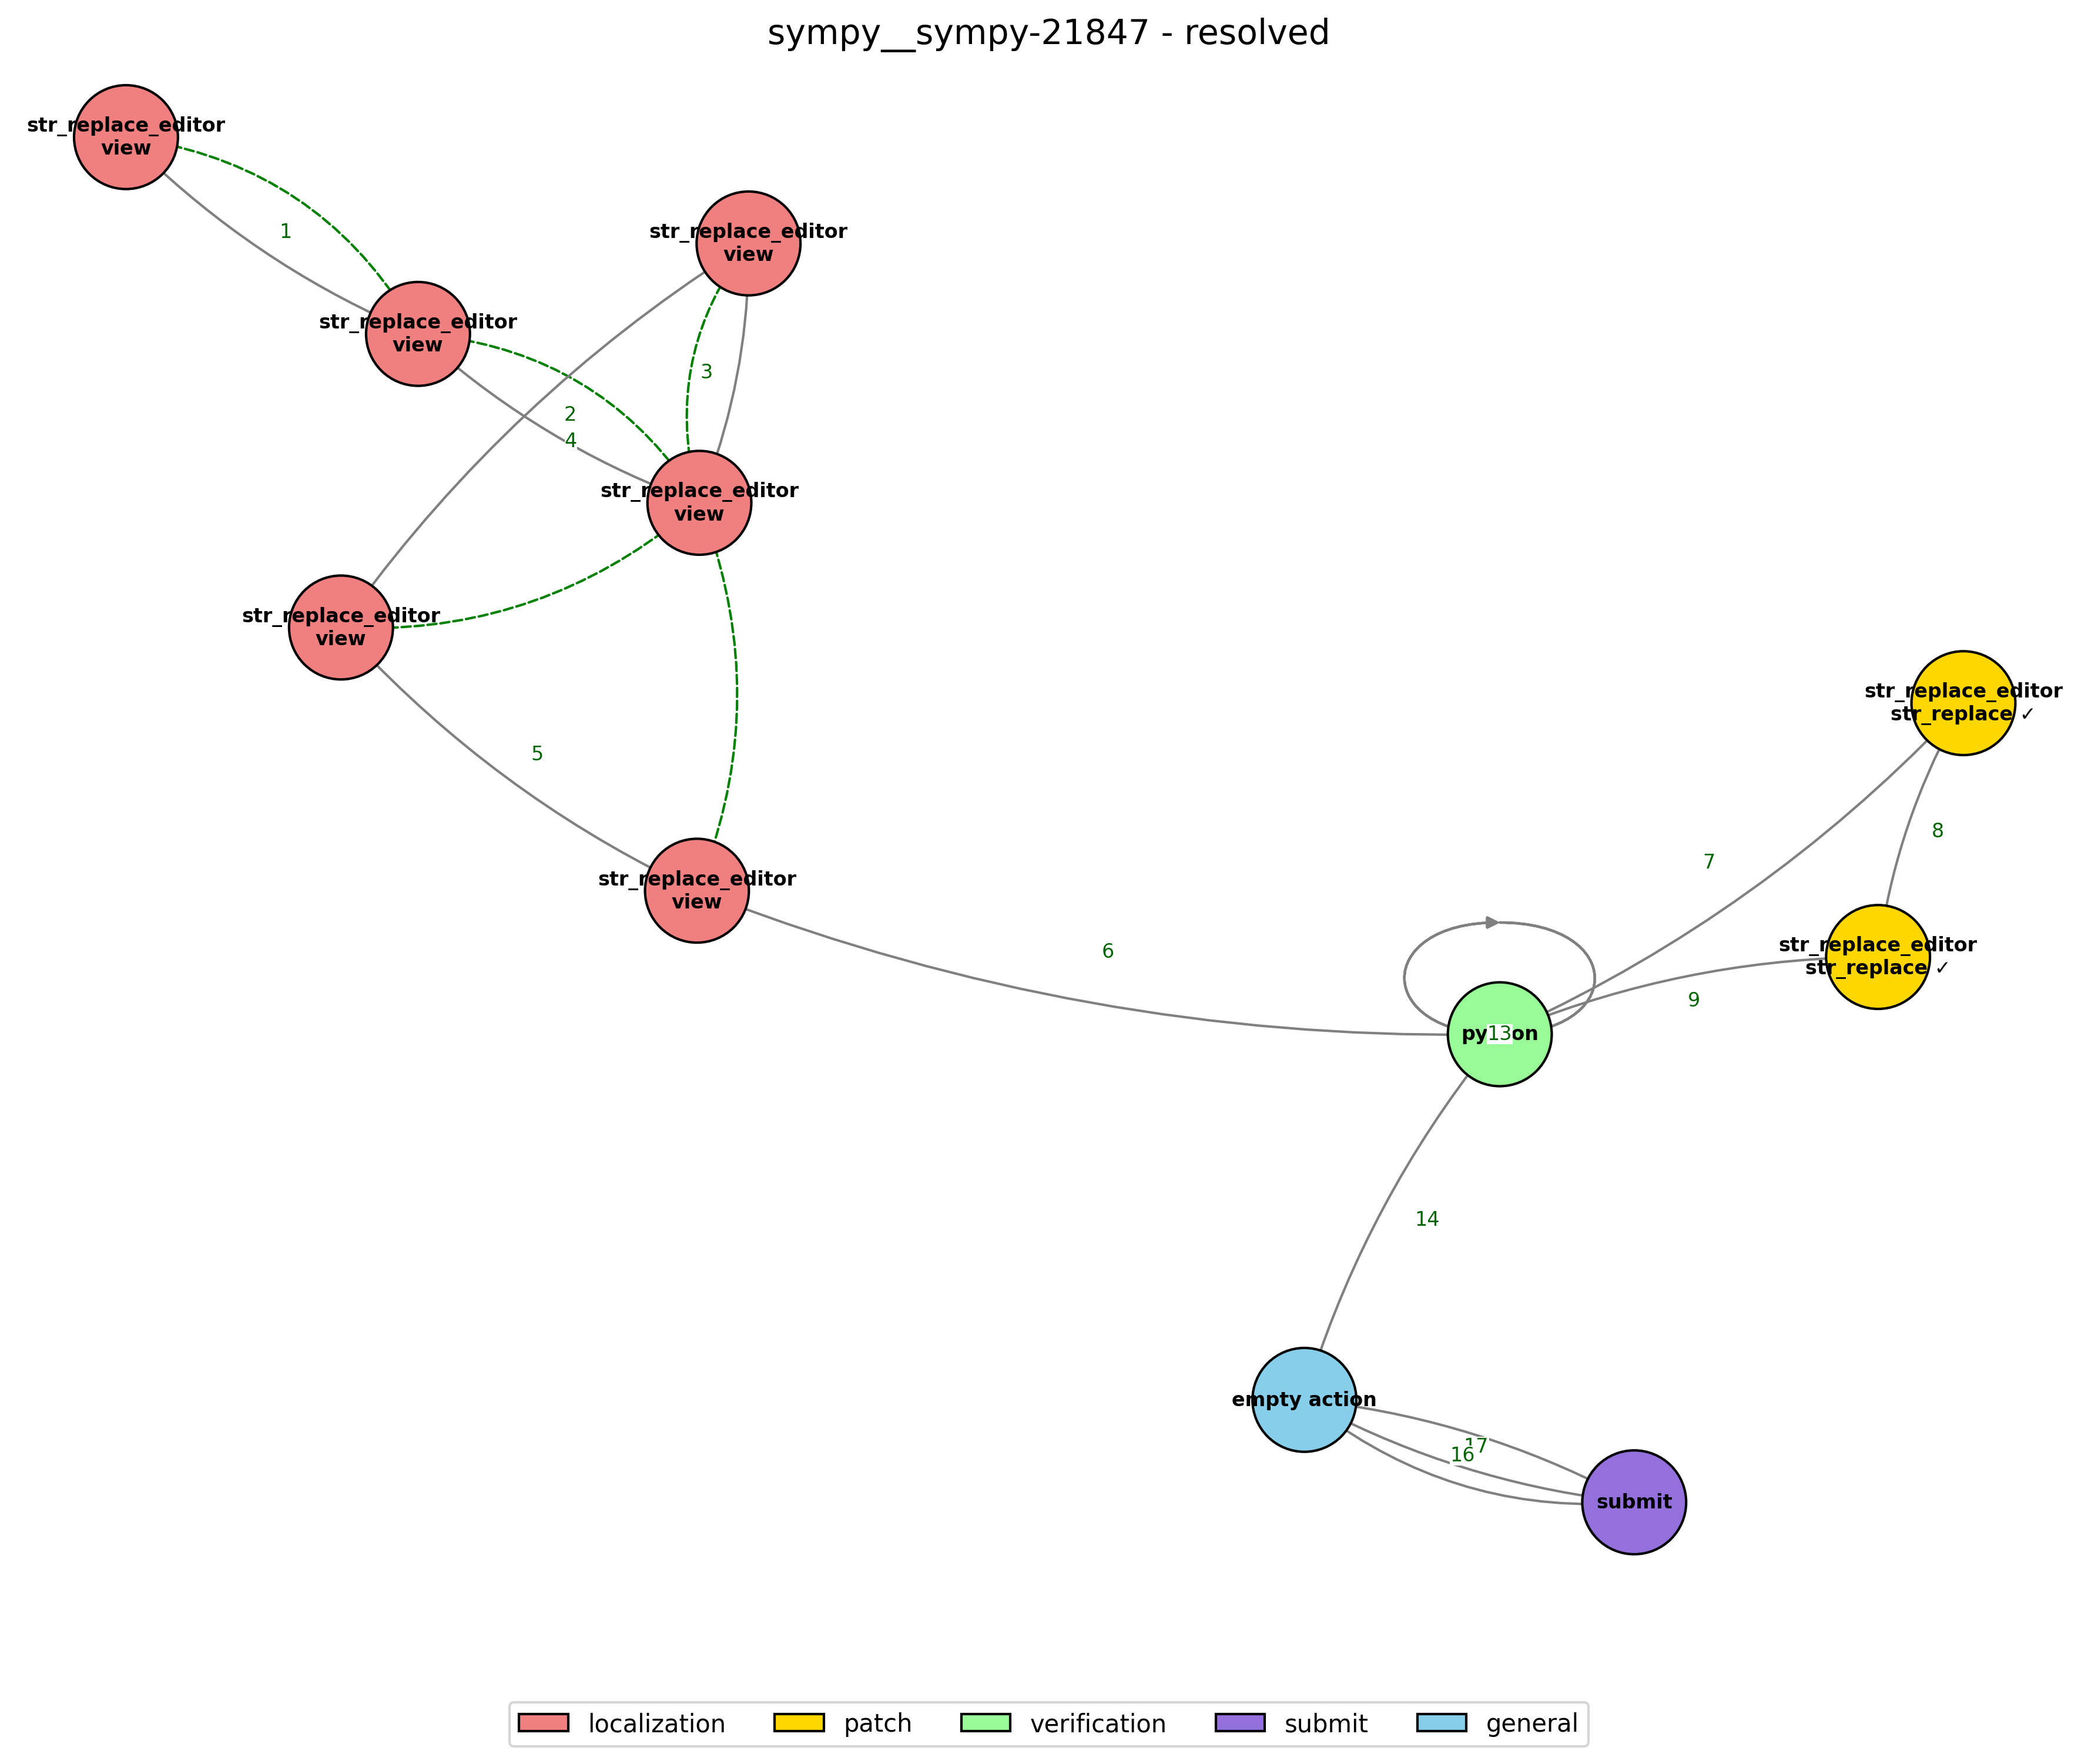 sympy__sympy-21847 - resolved
str_replace_editor
view
1
str_replace_editor
view
str_replace_editor
view
3
2
4
str_replace_editor
view
str_replace_editor
view
5
str_replace_editor
view
6
str_replace_editor
str_replace ✓
7
8
str_replace_editor
str_replace ✓
9
13
14
empty action
17
16
submit
localization
patch
verification
submit
general